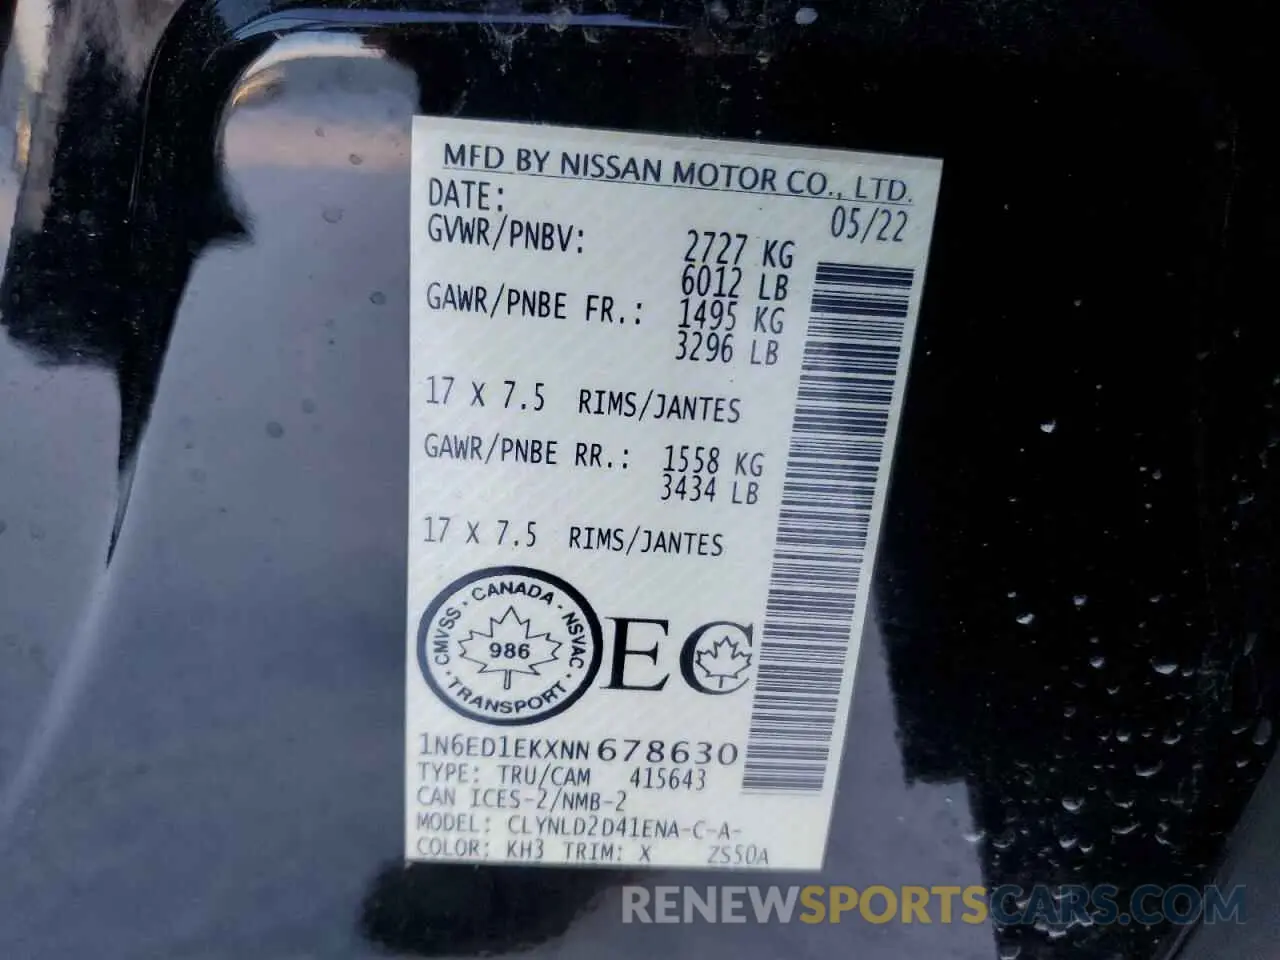 MFD BY NISSAN MOTOR CO., LTD.
DATE: 05/22
GVWR/PNBV: 2727 KG
6012 LB
GAWR/PNBE FR.: 1495 KG
3296 LB
17 X 7.5 RIMS/JANTES
GAWR/PNBE RR.: 1558 KG
3434 LB
17 X 7.5 RIMS/JANTES
CMVSS · CANADA · NSVAC · TRANSPORT ·
986
EC
1N6ED1EKXNN678630
TYPE: TRU/CAM 415643
CAN ICES-2/NMB-2
MODEL: CLYNLD2D41ENA-C-A-
COLOR: KH3 TRIM: X ZS50A
RENEWSPORTSCARS.COM